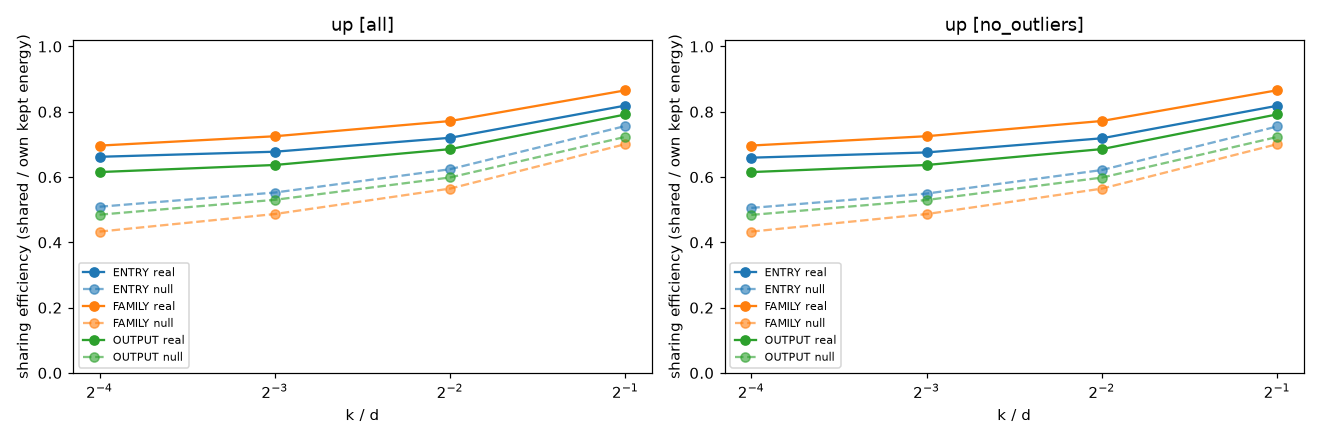 up [all]
sharing efficiency (shared / own kept energy)
1.0
0.8
0.6
0.4
0.2
0.0
ENTRY real
ENTRY null
FAMILY real
FAMILY null
OUTPUT real
OUTPUT null
2⁻⁴ 2⁻³ 2⁻² 2⁻¹
k / d
up [no_outliers]
sharing efficiency (shared / own kept energy)
1.0
0.8
0.6
0.4
0.2
0.0
ENTRY real
ENTRY null
FAMILY real
FAMILY null
OUTPUT real
OUTPUT null
2⁻⁴ 2⁻³ 2⁻² 2⁻¹
k / d